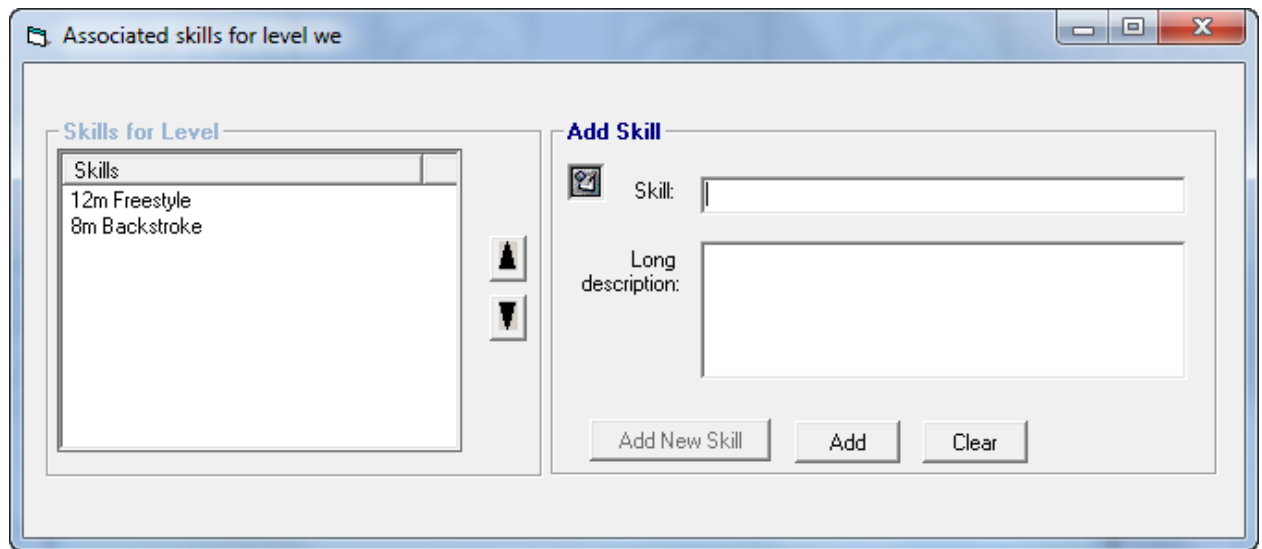 Associated skills for level we
Skills for Level
Skills
12m Freestyle
8m Backstroke
Add Skill
Skill:
Long
description:
Add New Skill
Add
Clear